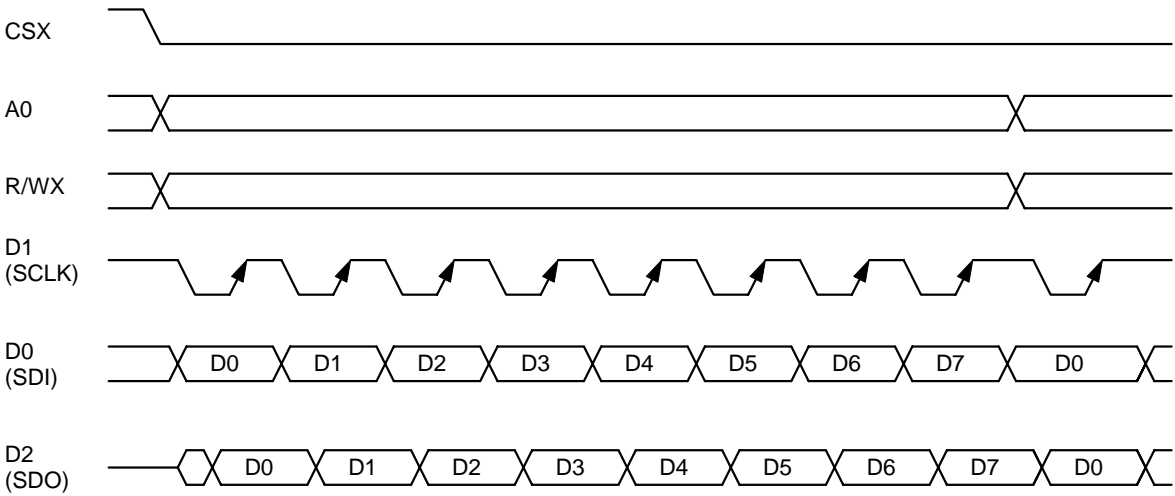 CSX
A0
R/WX
D1
(SCLK)
D0
(SDI)
D0 D1 D2 D3 D4 D5 D6 D7 D0
D2
(SDO)
D0 D1 D2 D3 D4 D5 D6 D7 D0